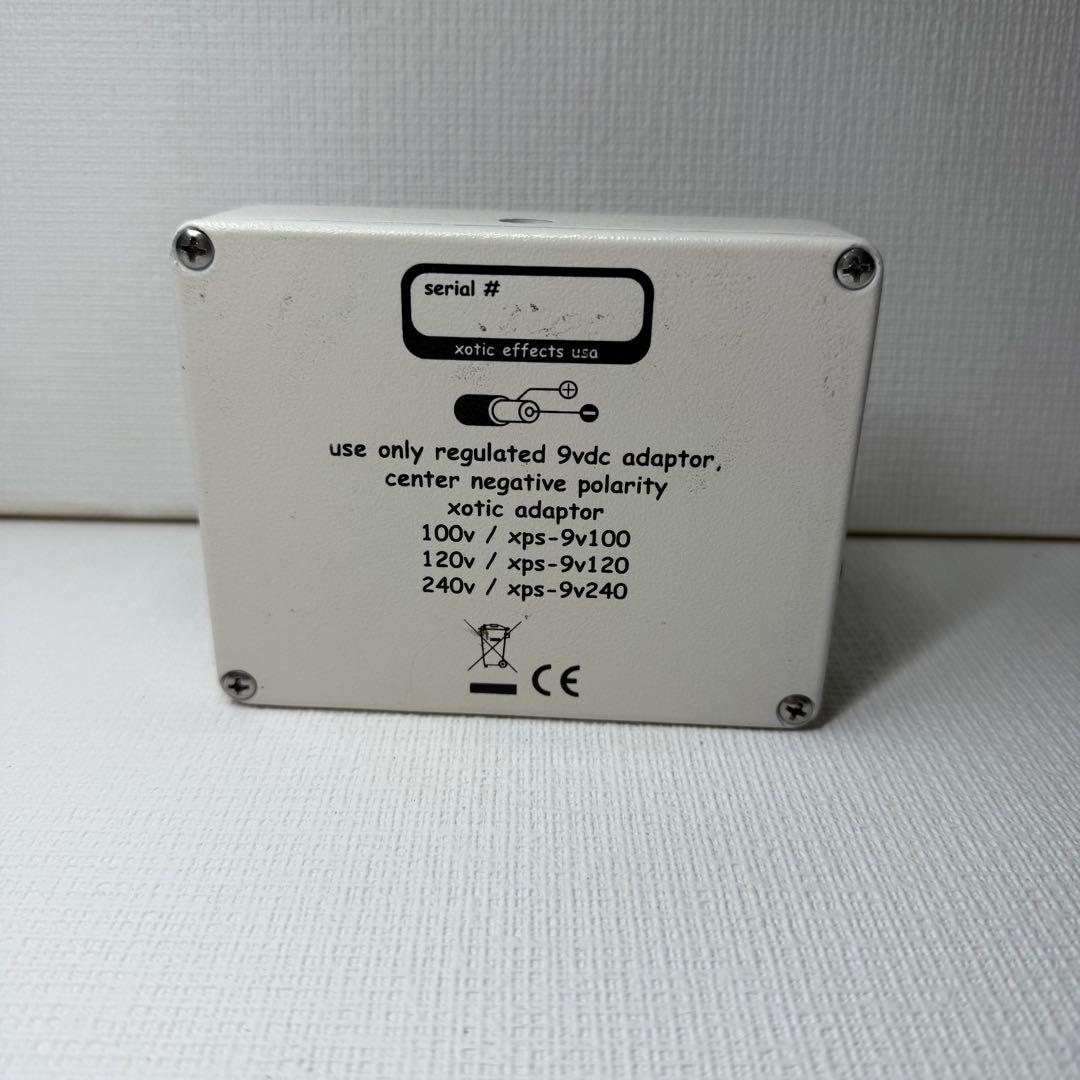 serial #
xotic effects usa
use only regulated 9vdc adaptor,
center negative polarity
xotic adaptor
100v / xps-9v100
120v / xps-9v120
240v / xps-9v240
CE